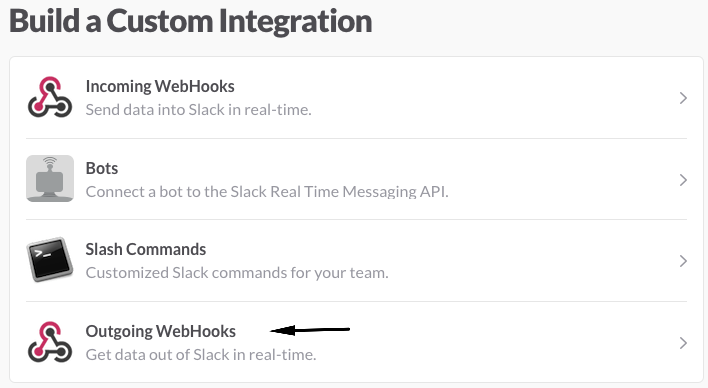 Build a Custom Integration
Incoming WebHooks
Send data into Slack in real-time.
Bots
Connect a bot to the Slack Real Time Messaging API.
>_
Slash Commands
Customized Slack commands for your team.
Outgoing WebHooks
Get data out of Slack in real-time.